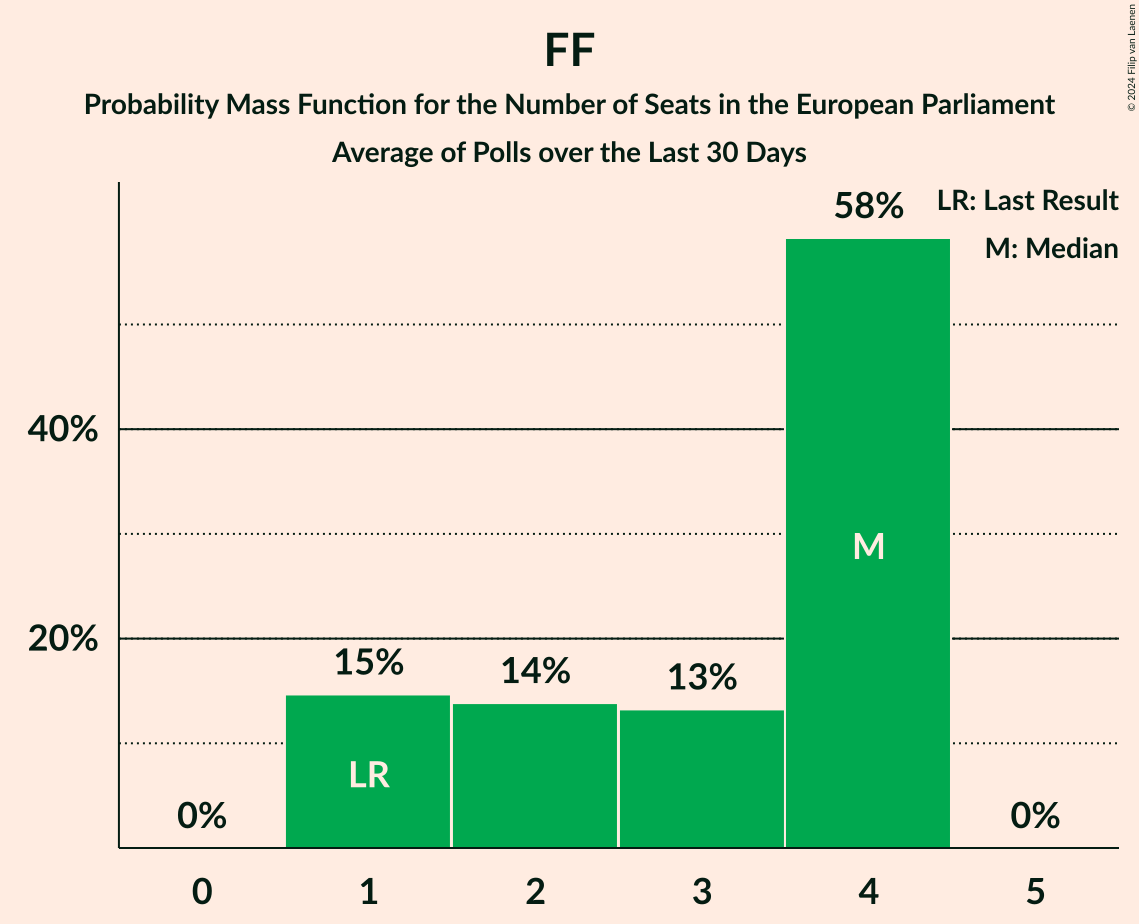 FF
Probability Mass Function for the Number of Seats in the European Parliament
Average of Polls over the Last 30 Days
© 2024 Filip van Laenen
LR: Last Result
M: Median
58%
40%
M
20%
15%
14%
13%
LR
0%
0%
0 1 2 3 4 5